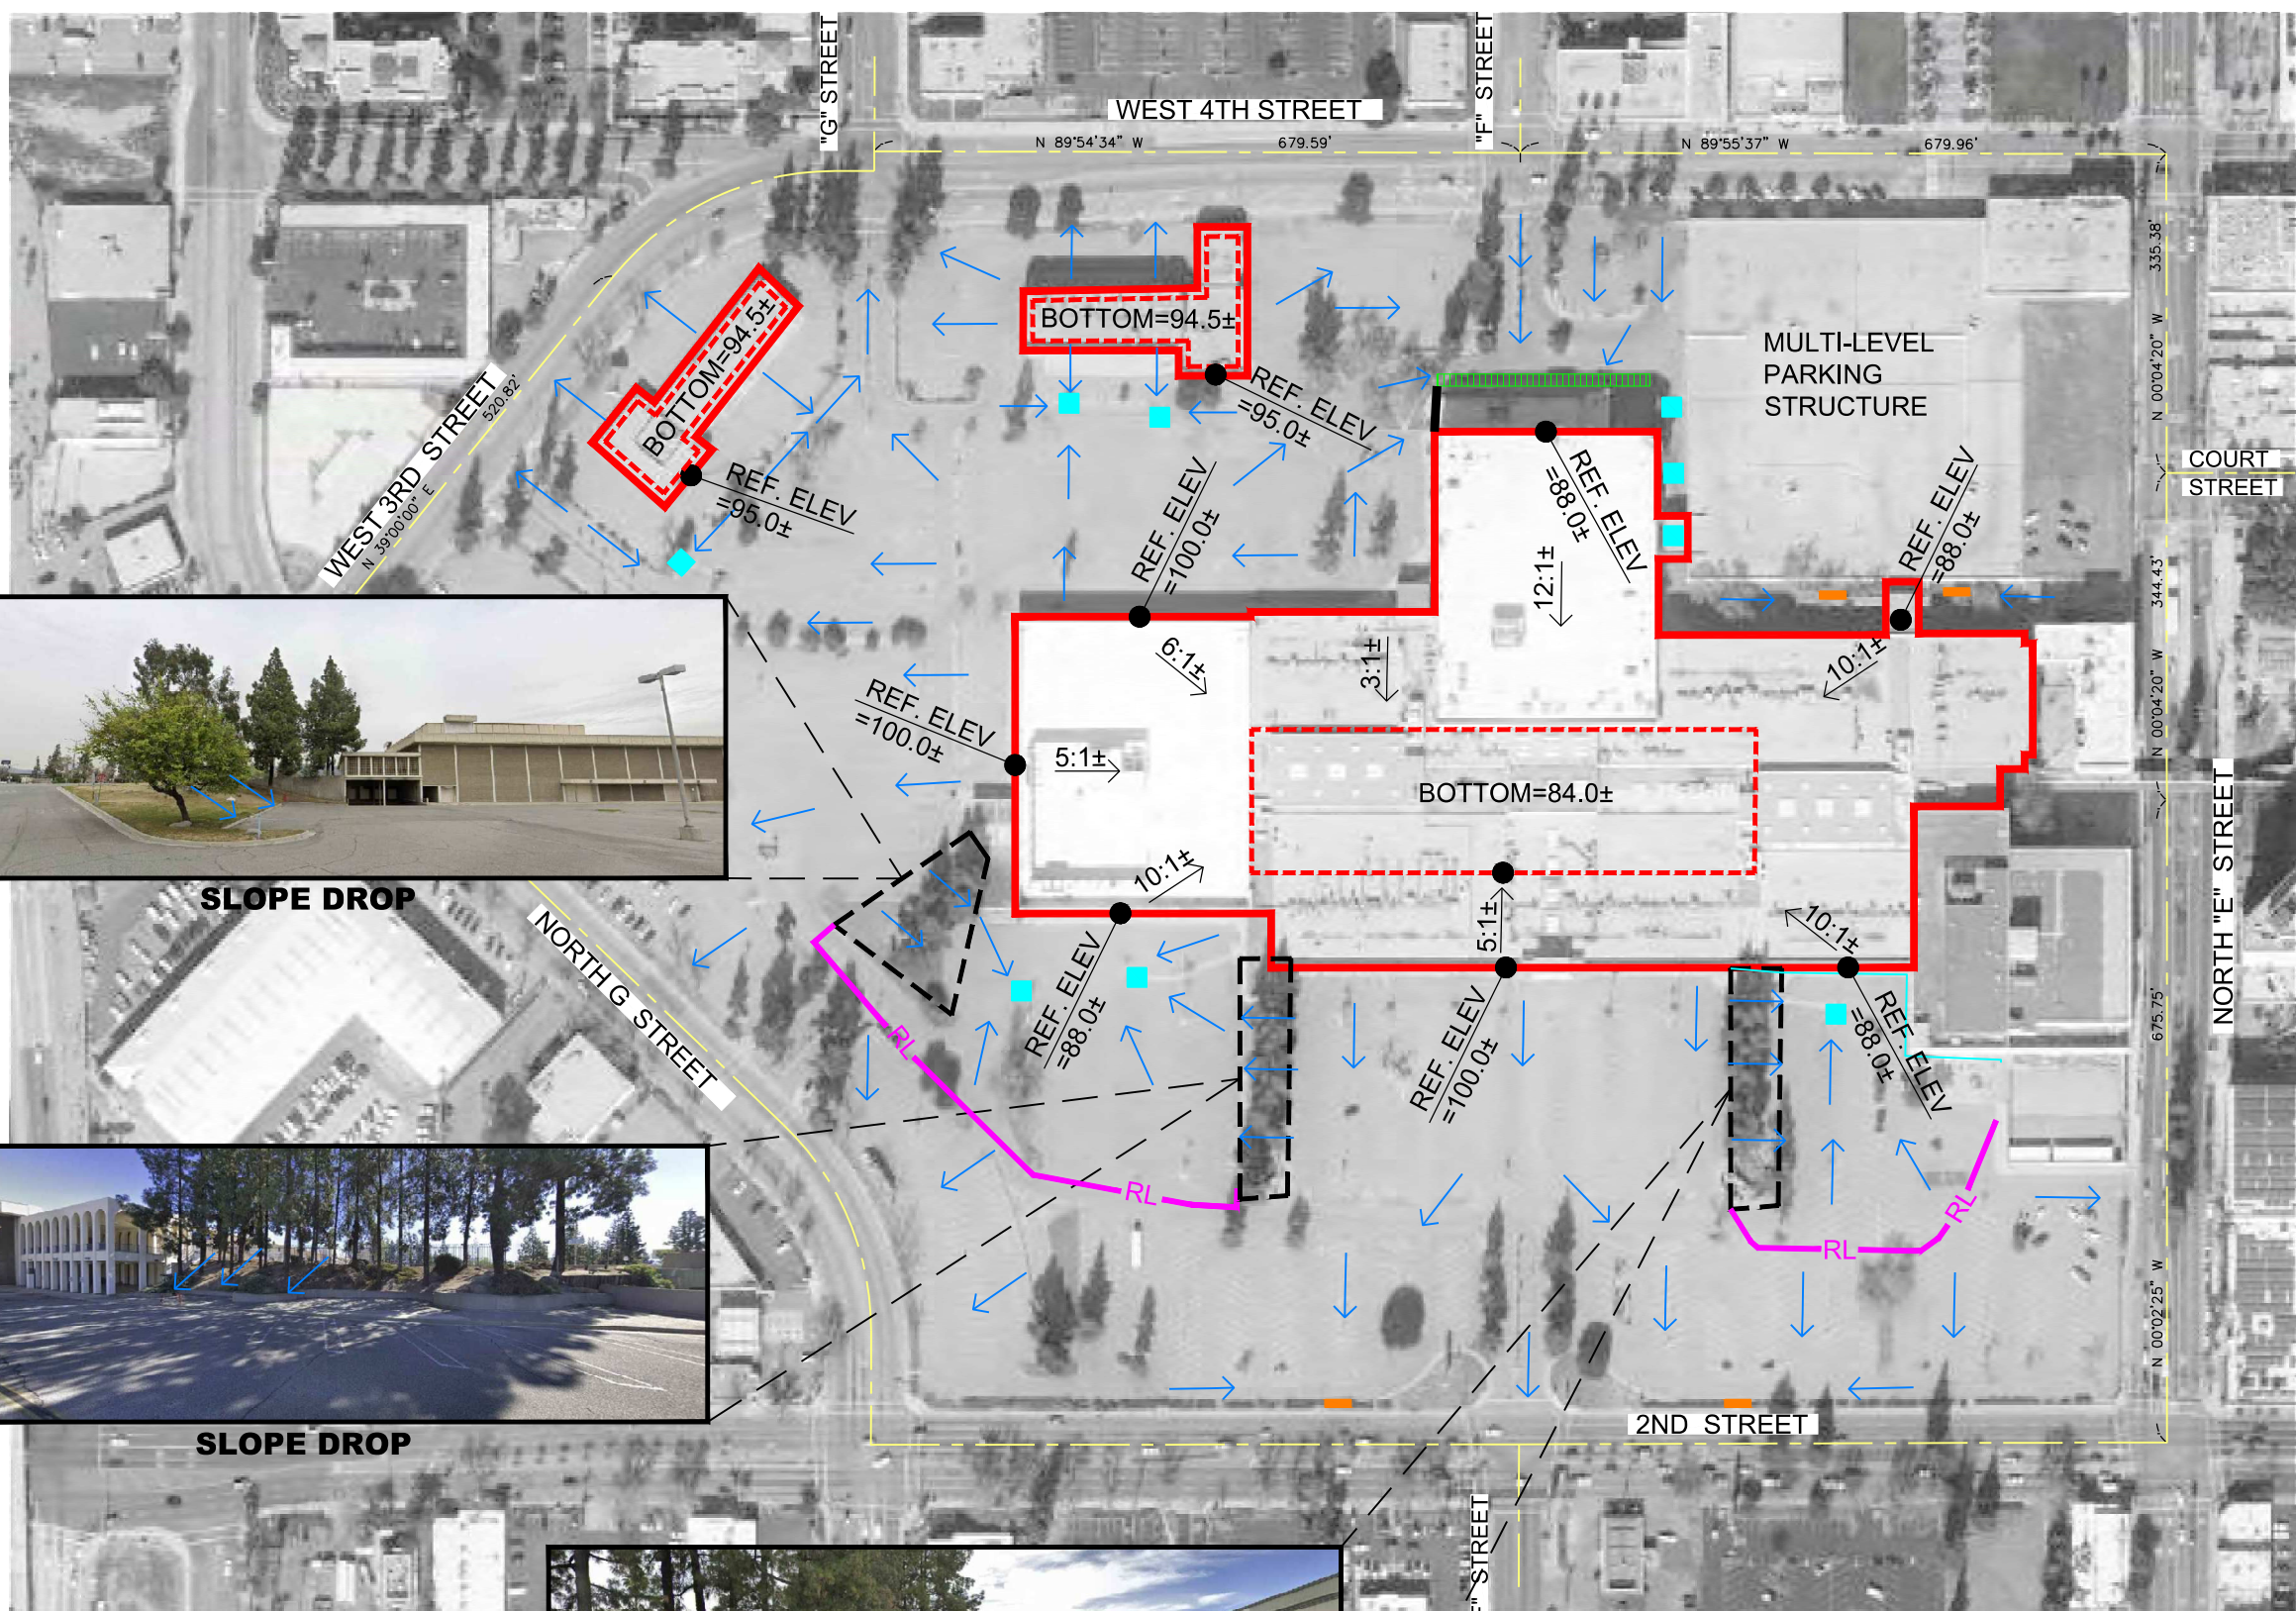 "G" STREET
"F" STREET
WEST 4TH STREET
N 89°54'34" W
679.59'
N 89°55'37" W
679.96'
335.38'
N 00°04'20" W
MULTI-LEVEL
PARKING
STRUCTURE
BOTTOM=94.5±
BOTTOM=94.5±
REF. ELEV
=95.0±
REF. ELEV
=95.0±
WEST 3RD STREET
520.82'
N 39°00'00" E
REF. ELEV
=100.0±
REF. ELEV
=88.0±
REF. ELEV
=88.0±
COURT
STREET
344.43'
N 00°04'20" W
12:1±
6:1±
3:1±
10:1±
REF. ELEV
=100.0±
5:1±
BOTTOM=84.0±
NORTH "E" STREET
SLOPE DROP
10:1±
5:1±
10:1±
NORTH G STREET
REF. ELEV
=88.0±
REF. ELEV
=100.0±
REF. ELEV
=88.0±
675.75'
N 00°02'25" W
RL
RL
RL
RL
2ND STREET
SLOPE DROP
F" STREET